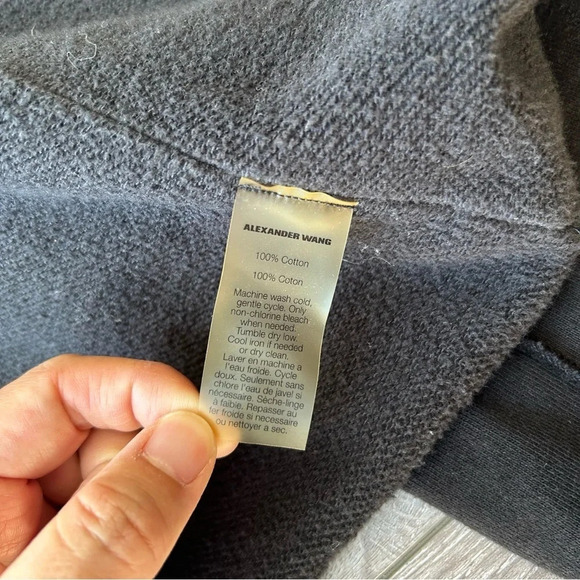 ALEXANDER WANG
100% Cotton
100% Coton
Machine wash cold,
gentle cycle. Only
non-chlorine bleach
when needed.
Tumble dry low.
Cool iron if needed
or dry clean.
Laver en machine a
l'eau froide. Cycle
doux. Seulement sans
chlore l'eau de javel si
nécessaire. Sèche-linge
à faible. Repasser au
fer froide si necessaire
ou nettoyer a sec.